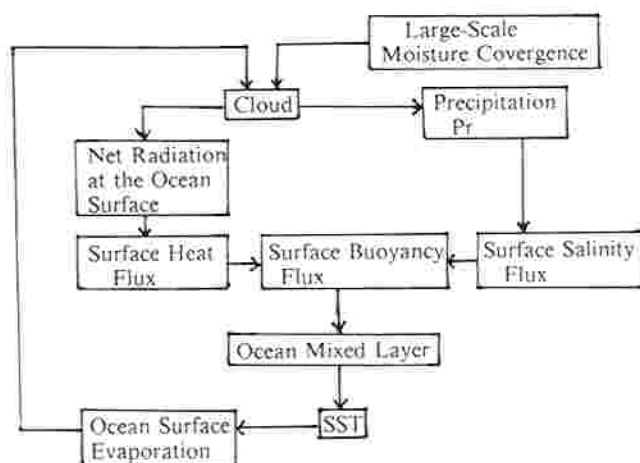 Large-Scale
Moisture Covergence
Cloud
Precipitation
Pr
Net Radiation
at the Ocean
Surface
Surface Heat
Flux
Surface Buoyancy
Flux
Surface Salinity
Flux
Ocean Mixed Layer
SST
Ocean Surface
Evaporation